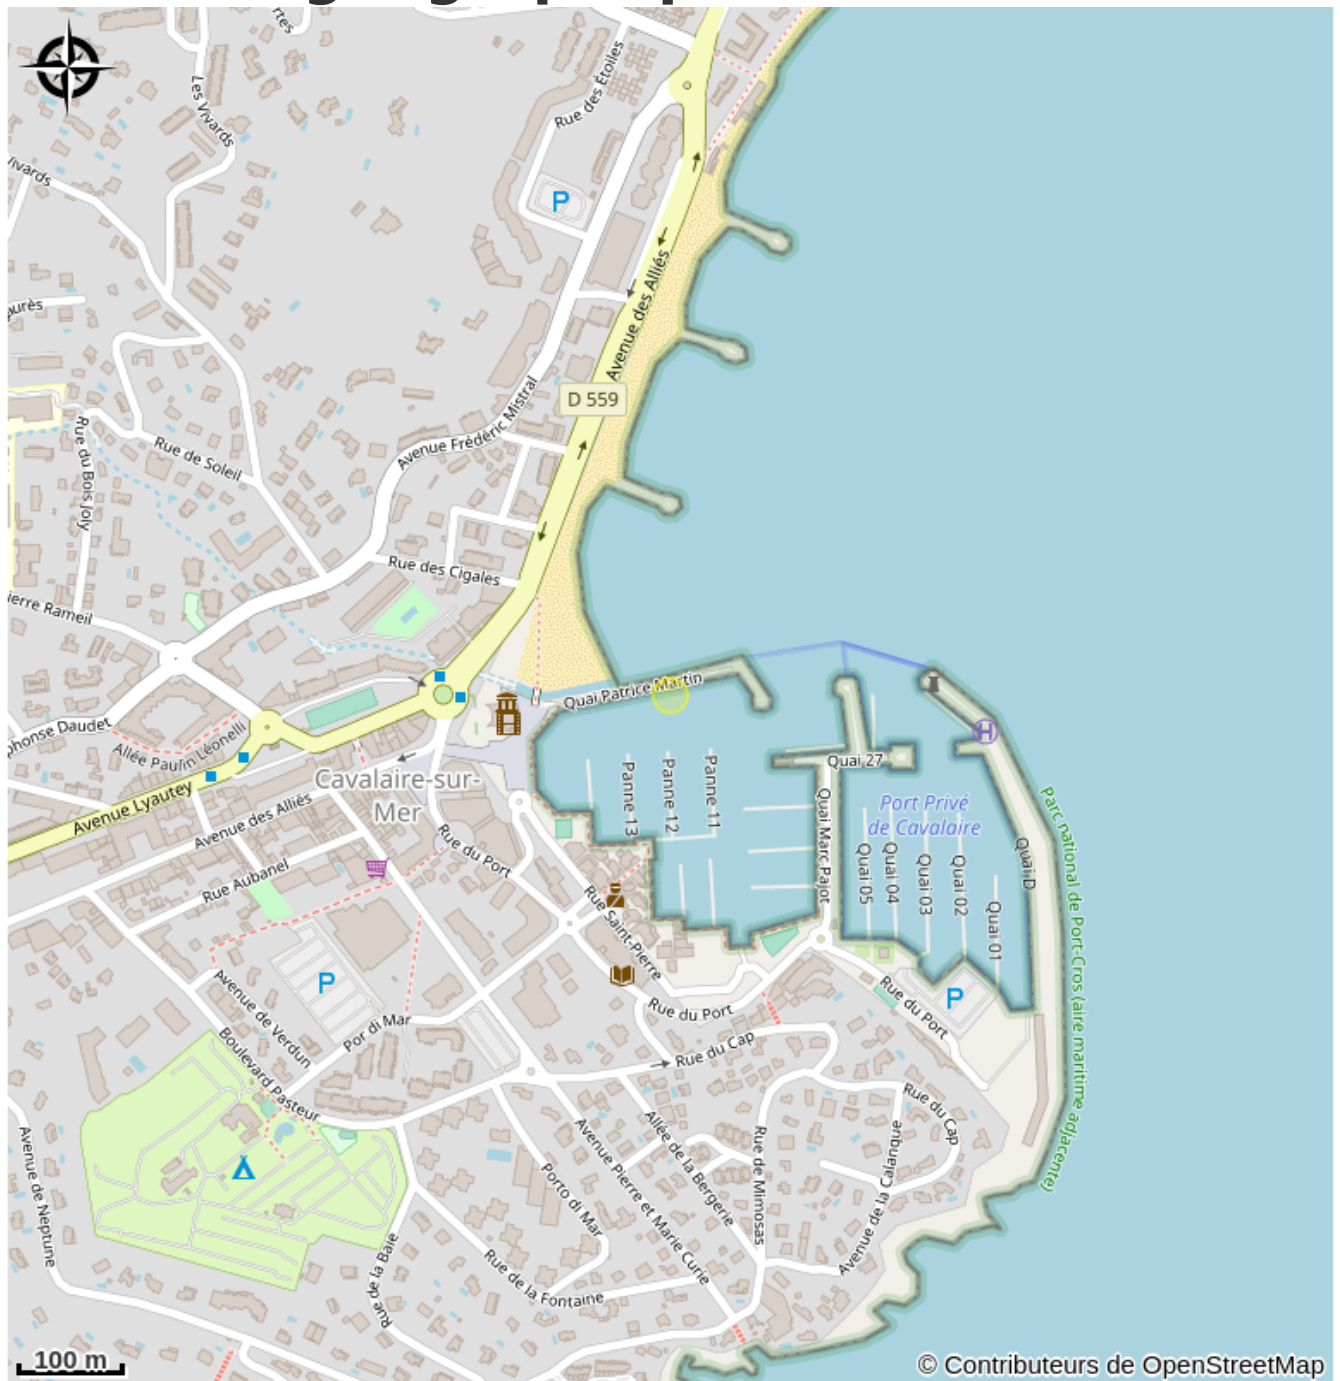 Les Vivards
Rue des Étoiles
P
Avenue des Alliés
Avenue Frédéric Mistral
D 559
Rue du Bois Joly
Rue de Soleil
Rue des Cigales
Quai Patrice Martin
Allée Paulin Léonelli
Avenue Lyautey
Cavalaire-sur-
Mer
Avenue des Alliés
Rue Aubanel
Rue du Port
Rue Saint-Pierre
Panne 13
Panne 12
Panne 11
Quai 27
H
Quai Marc Pajot
Port Privé
de Cavalaire
Quai 05
Quai 04
Quai 03
Quai 02
Quai 01
Quai D
Parc national de Port-Cros (aire maritime adjacente)
P
P
Avenue de Verdun
Boulevard Pasteur
Por di Mar
Rue du Port
Rue du Port
Rue du Cap
Rue du Cap
Avenue de Neptune
Rue de la Baie
Rue de la Fontaine
Porto di Mar
Avenue Pierre et Marie Curie
Allée de la Bergerie
Rue de Mimosas
Avenue de la Calanque
100 m
© Contributeurs de OpenStreetMap